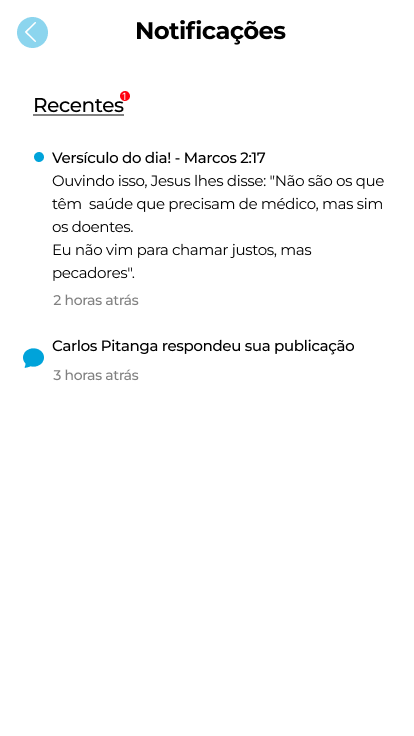 Notificações
Recentes 1
Versículo do dia! - Marcos 2:17
Ouvindo isso, Jesus lhes disse: "Não são os que
têm  saúde que precisam de médico, mas sim
os doentes.
Eu não vim para chamar justos, mas
pecadores".
2 horas atrás
Carlos Pitanga respondeu sua publicação
3 horas atrás